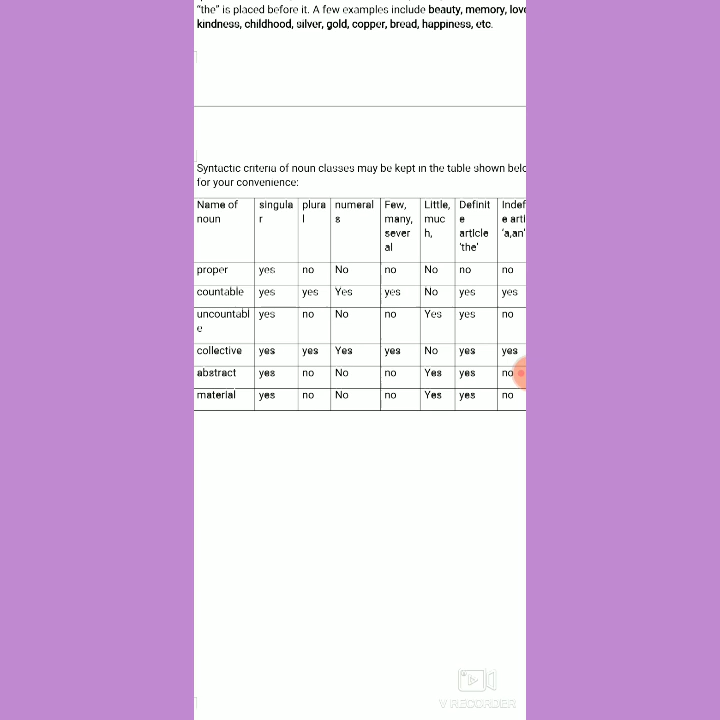 “the” is placed before it. A few examples include beauty, memory, love
kindness, childhood, silver, gold, copper, bread, happiness, etc.
Syntactic criteria of noun classes may be kept in the table shown belo
for your convenience:
Name of noun singula r plura l numeral s Few, many, sever al Little, muc h, Definit e article 'the' Indef e arti 'a,an'
proper yes no No no No no no
countable yes yes Yes yes No yes yes
uncountabl e yes no No no Yes yes no
collective yes yes Yes yes No yes yes
abstract yes no No no Yes yes no
material yes no No no Yes yes no
V RECORDER